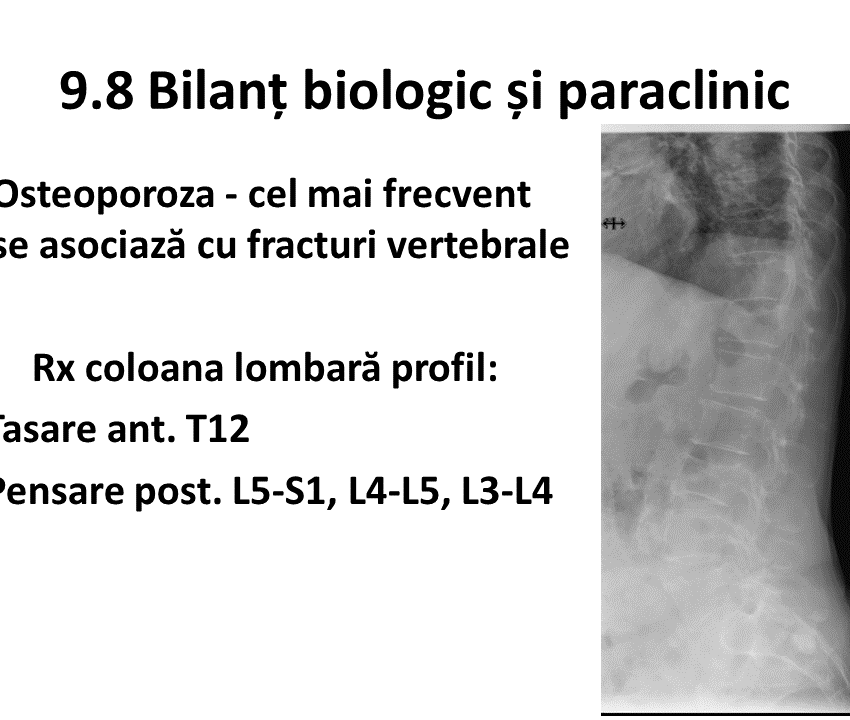 9.8 Bilanț biologic și paraclinic
Osteoporoza - cel mai frecvent
se asociază cu fracturi vertebrale
Rx coloana lombară profil:
Tasare ant. T12
Pensare post. L5-S1, L4-L5, L3-L4